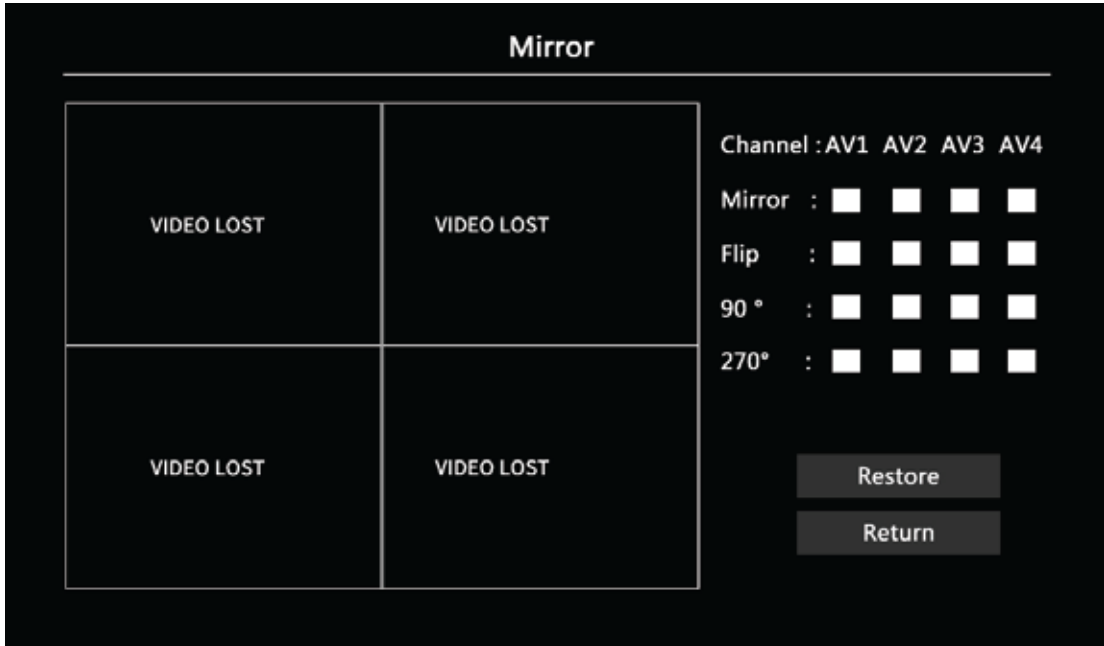 Mirror
VIDEO LOST
VIDEO LOST
VIDEO LOST
VIDEO LOST
Channel : AV1 AV2 AV3 AV4
Mirror :
Flip :
90 ° :
270° :
Restore
Return